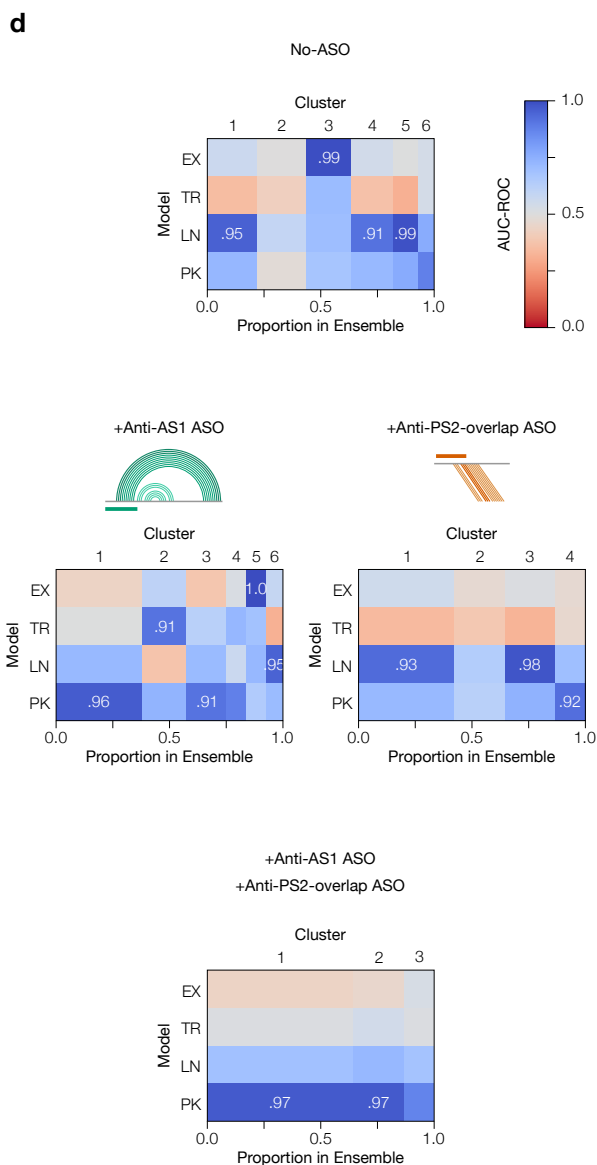 d
No-ASO
Cluster
1 2 3 4 5 6
EX .99
TR
LN .95 .91 .99
PK
Model
0.0 0.5 1.0
Proportion in Ensemble
1.0
0.5
0.0
AUC-ROC
+Anti-AS1 ASO
Cluster
1 2 3 4 5 6
EX 1.0
TR .91
LN .95
PK .96 .91
Model
0.0 0.5 1.0
Proportion in Ensemble
+Anti-PS2-overlap ASO
Cluster
1 2 3 4
EX
TR
LN .93 .98
PK .92
Model
0.0 0.5 1.0
Proportion in Ensemble
+Anti-AS1 ASO
+Anti-PS2-overlap ASO
Cluster
1 2 3
EX
TR
LN
PK .97 .97
Model
0.0 0.5 1.0
Proportion in Ensemble